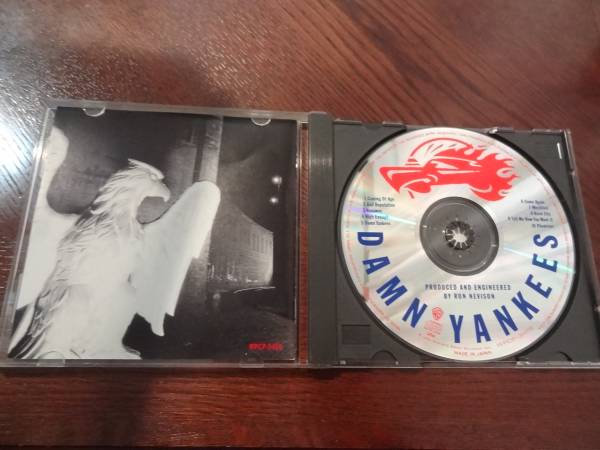 WPCP-3486
1 Coming Of Age
2 Bad Reputation
3 Runaway
4 High Enough
5 Damn Yankees
6 Come Again
7 Mystified
8 Rock City
9 Tell Me How You Want It
10 Piledriver
PRODUCED AND ENGINEERED
BY RON NEVISON
DAMN YANKEES
MADE IN JAPAN